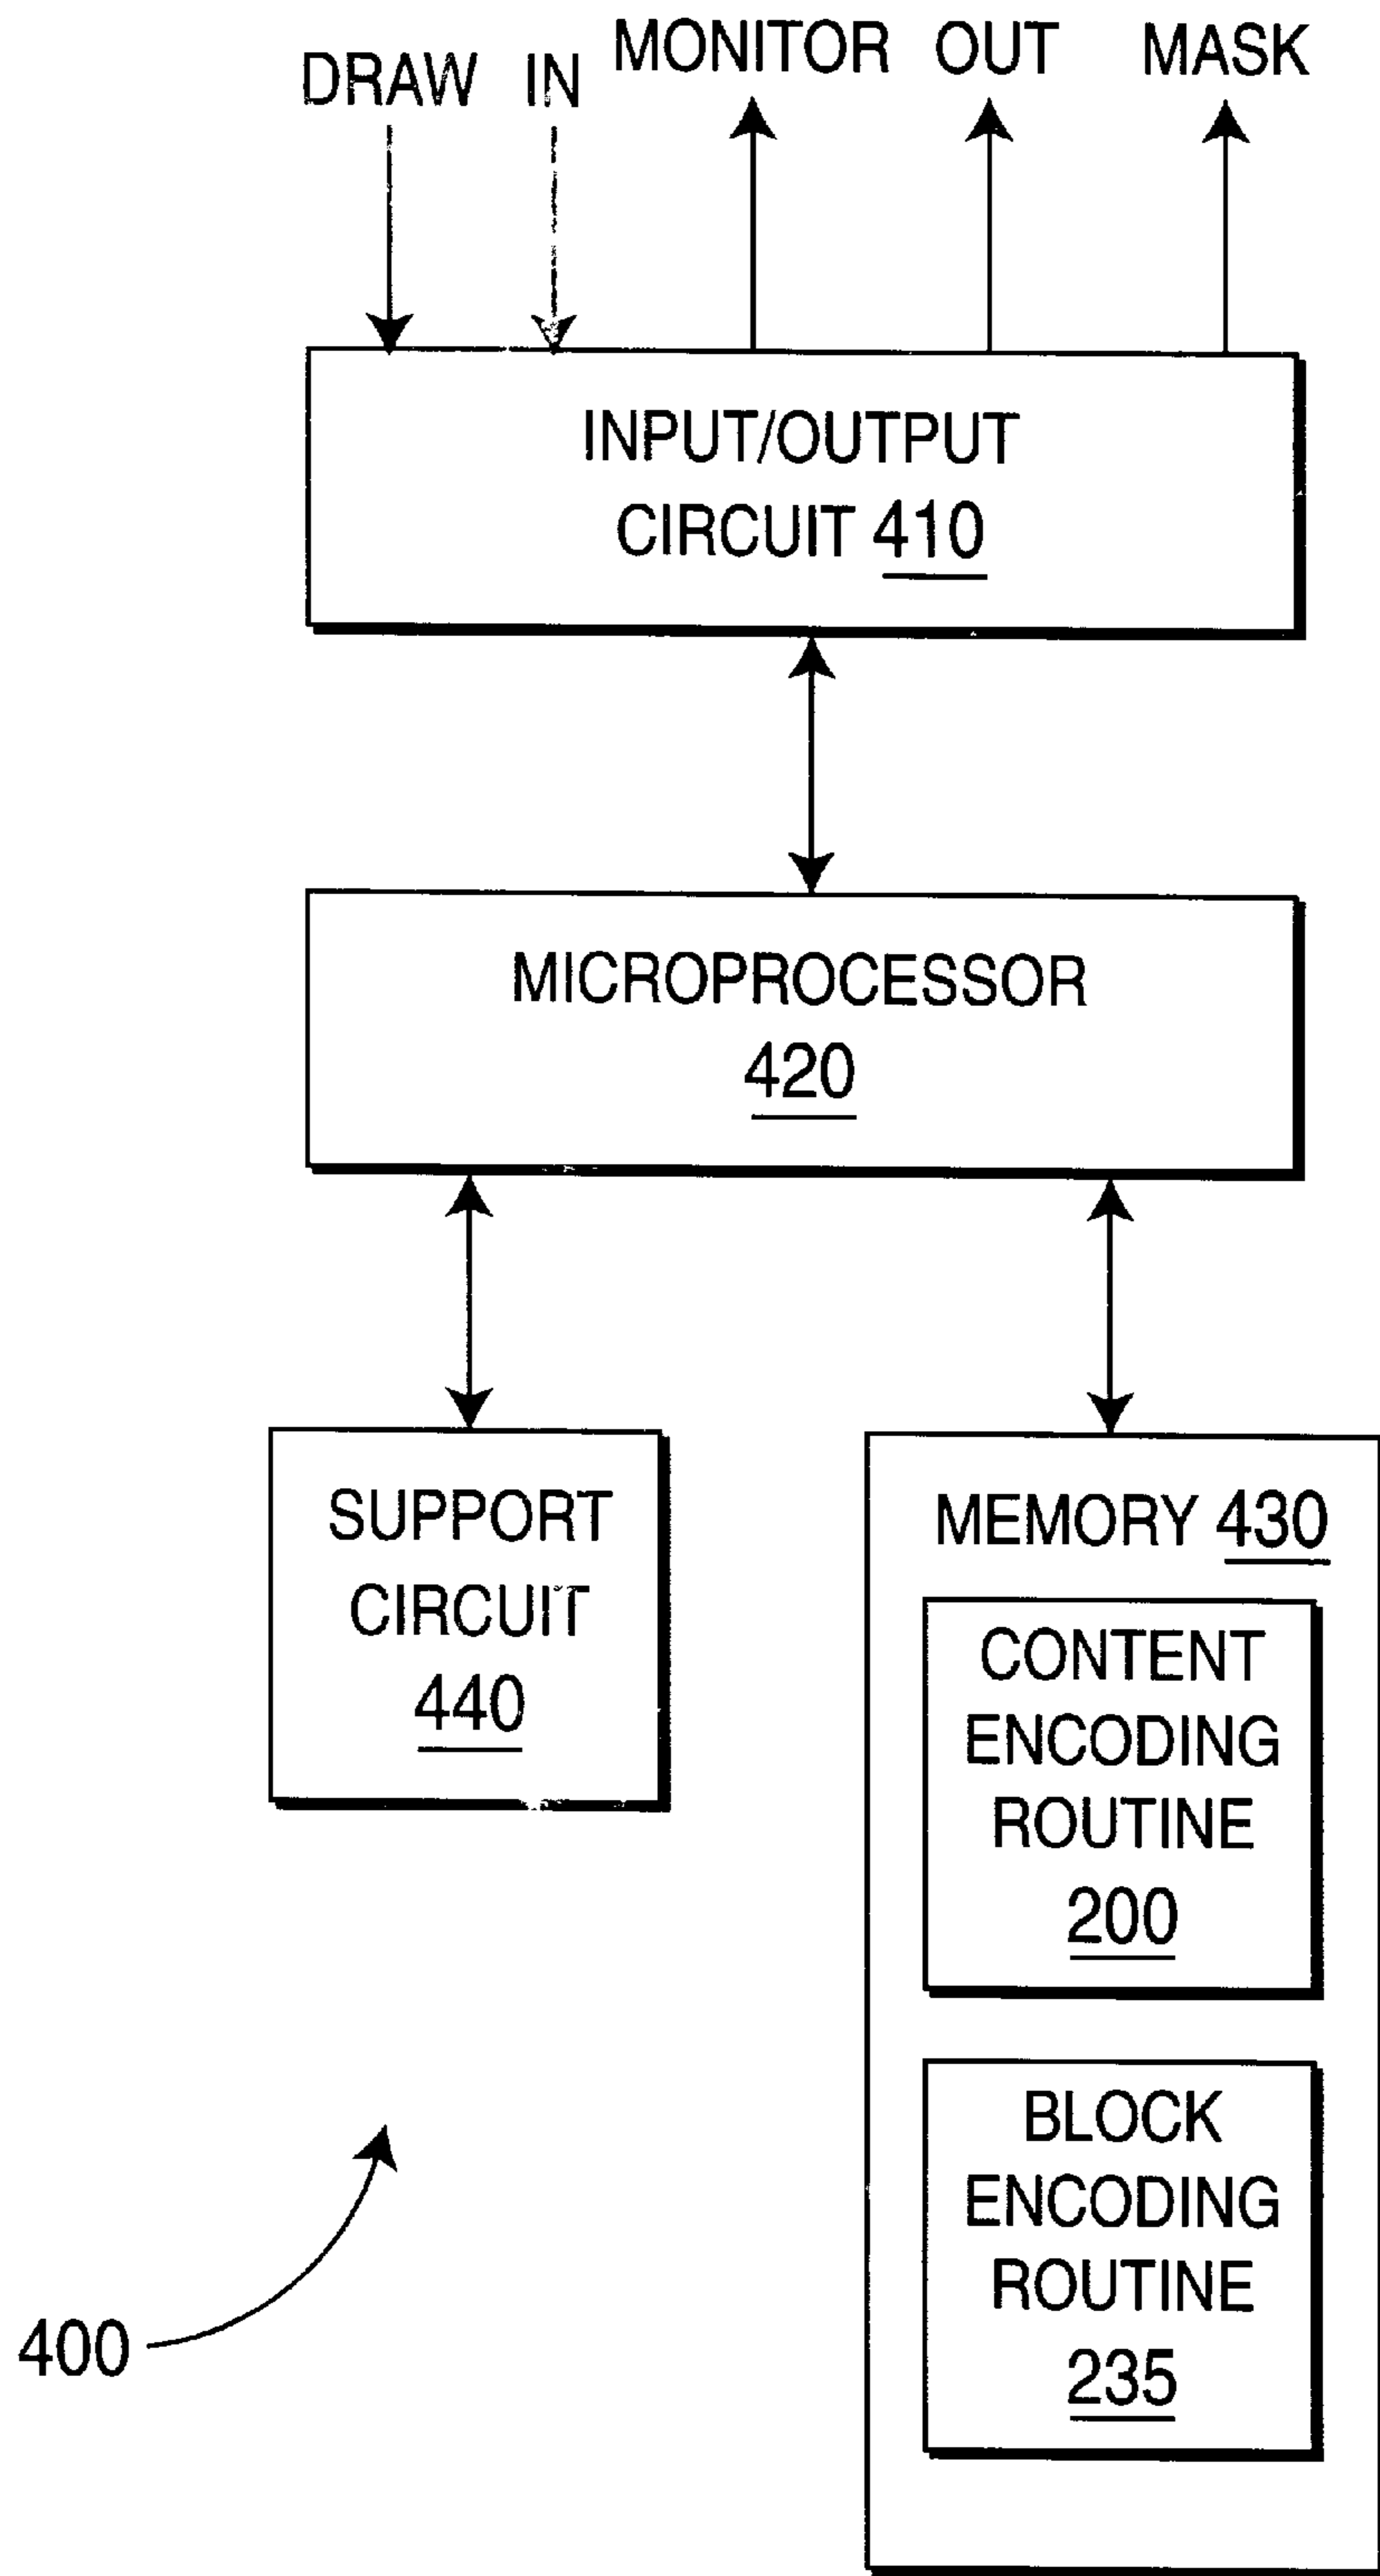 DRAW IN MONITOR OUT MASK
INPUT/OUTPUT
CIRCUIT 410
MICROPROCESSOR
420
SUPPORT
CIRCUIT
440
MEMORY 430
CONTENT
ENCODING
ROUTINE
200
BLOCK
ENCODING
ROUTINE
235
400